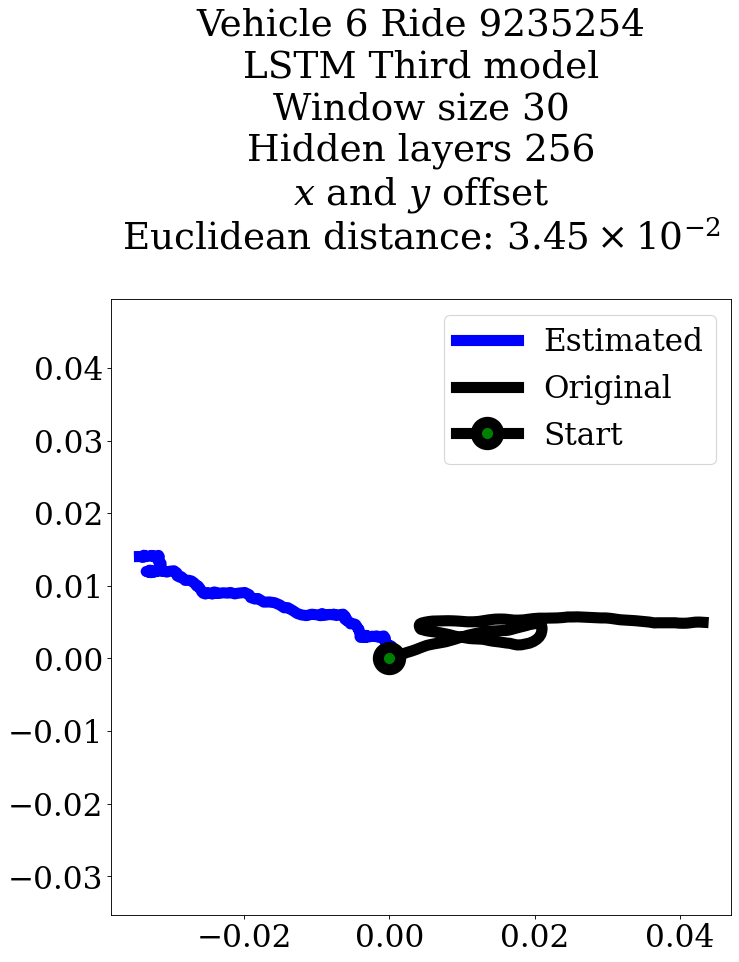 Vehicle 6 Ride 9235254
LSTM Third model
Window size 30
Hidden layers 256
x and y offset
Euclidean distance: 3.45 × 10⁻²
Estimated
Original
Start
0.04
0.03
0.02
0.01
0.00
−0.01
−0.02
−0.03
−0.02 0.00 0.02 0.04